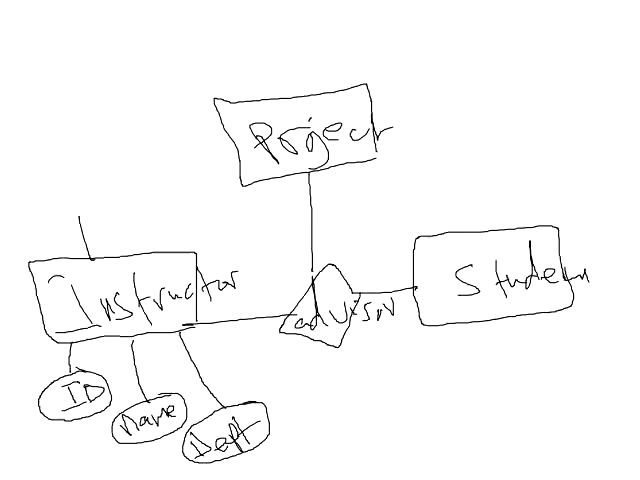 Project
Instructor
Student
advisor
ID
Name
Dept